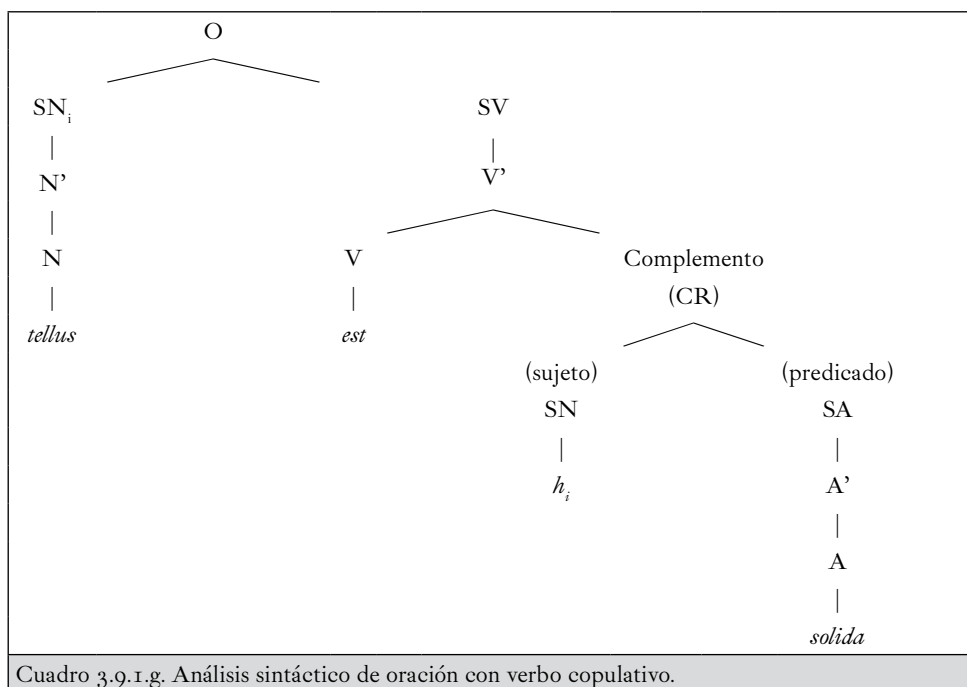 O
SNᵢ SV
N’ V’
N V Complemento
(CR)
tellus est
(sujeto) (predicado)
SN SA
hᵢ A’
A
solida
Cuadro 3.9.1.g. Análisis sintáctico de oración con verbo copulativo.